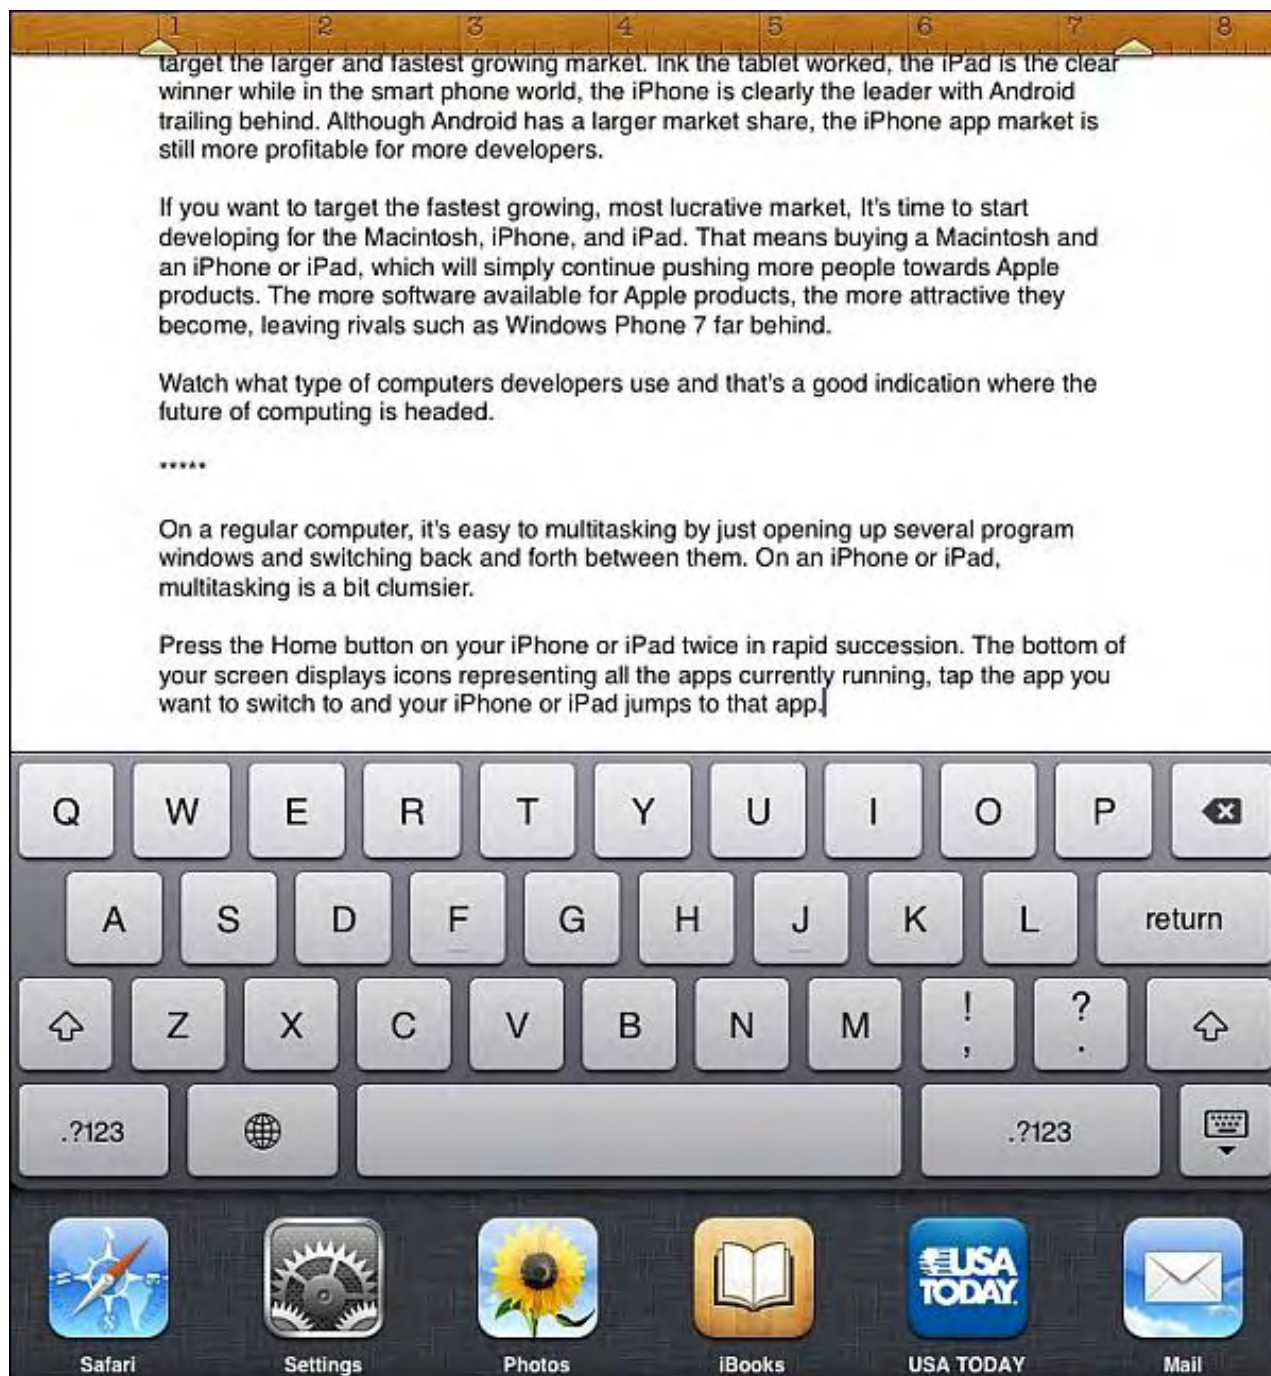 1 2 3 4 5 6 7 8
target the larger and fastest growing market. Ink the tablet worked, the iPad is the clear
winner while in the smart phone world, the iPhone is clearly the leader with Android
trailing behind. Although Android has a larger market share, the iPhone app market is
still more profitable for more developers.
If you want to target the fastest growing, most lucrative market, It's time to start
developing for the Macintosh, iPhone, and iPad. That means buying a Macintosh and
an iPhone or iPad, which will simply continue pushing more people towards Apple
products. The more software available for Apple products, the more attractive they
become, leaving rivals such as Windows Phone 7 far behind.
Watch what type of computers developers use and that's a good indication where the
future of computing is headed.
*****
On a regular computer, it's easy to multitasking by just opening up several program
windows and switching back and forth between them. On an iPhone or iPad,
multitasking is a bit clumsier.
Press the Home button on your iPhone or iPad twice in rapid succession. The bottom of
your screen displays icons representing all the apps currently running, tap the app you
want to switch to and your iPhone or iPad jumps to that app.
Q W E R T Y U I O P
A S D F G H J K L return
Z X C V B N M ! , ? .
.?123 .?123
USA
TODAY
Safari Settings Photos iBooks USA TODAY Mail